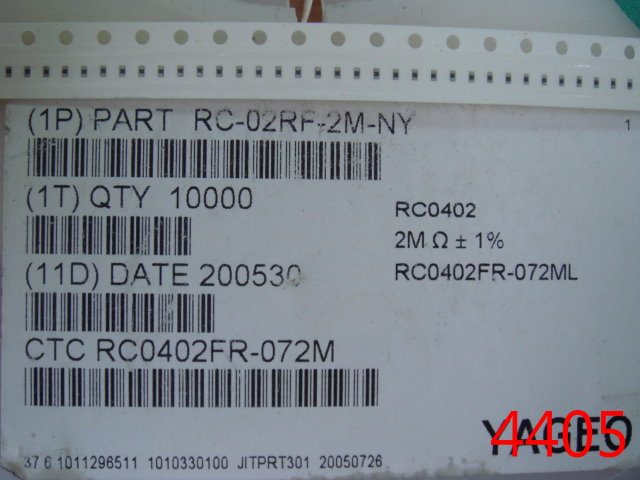 (1P) PART RC-02RF-2M-NY
1
(1T) QTY 10000
RC0402
2M Ω ± 1%
(11D) DATE 200530
RC0402FR-072ML
CTC RC0402FR-072M
YAGEO
4405
37 6 1011296511 1010330100 JITPRT301 20050726